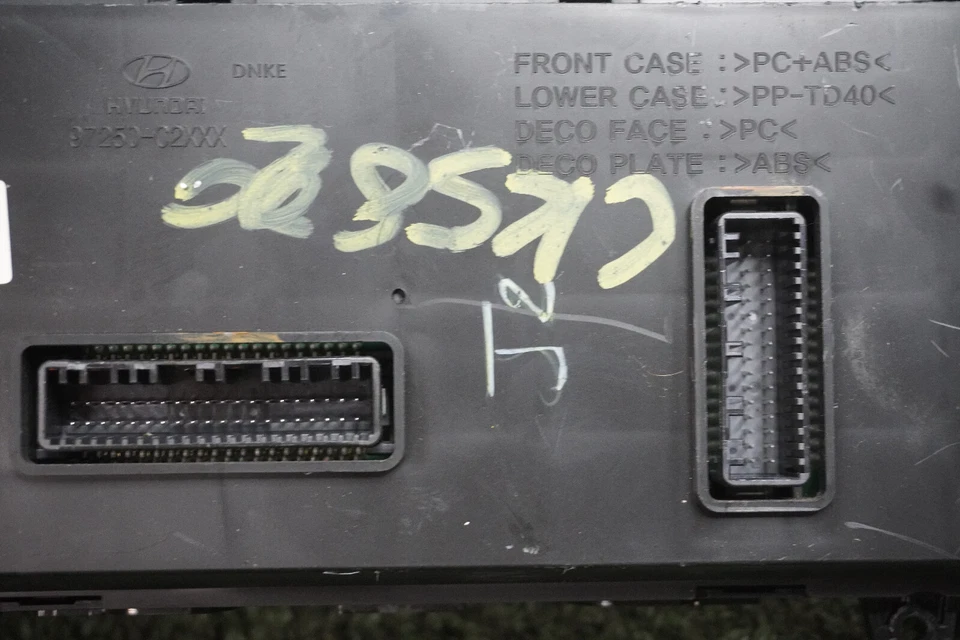 HYUNDAI
DNKE
97250-C2XXX
FRONT CASE :>PC+ABS<
LOWER CASE :>PP-TD40<
DECO FACE :>PC<
DECO PLATE :>ABS<